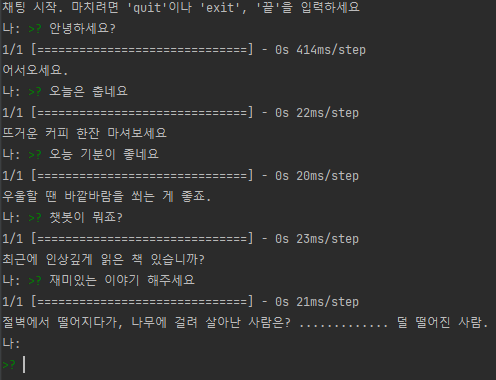 채팅 시작. 마치려면 'quit'이나 'exit', '끝'을 입력하세요
나: >? 안녕하세요?
1/1 [==============================] - 0s 414ms/step
어서오세요.
나: >? 오늘은 춥네요
1/1 [==============================] - 0s 22ms/step
뜨거운 커피 한잔 마셔보세요
나: >? 오능 기분이 좋네요
1/1 [==============================] - 0s 20ms/step
우울할 땐 바깥바람을 쐬는 게 좋죠.
나: >? 챗봇이 뭐죠?
1/1 [==============================] - 0s 23ms/step
최근에 인상깊게 읽은 책 있습니까?
나: >? 재미있는 이야기 해주세요
1/1 [==============================] - 0s 21ms/step
절벽에서 떨어지다가, 나무에 걸려 살아난 사람은? ............. 덜 떨어진 사람.
나:
>?